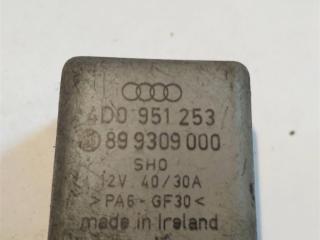 4D0 951 253
89 9309 000
SHO
12V 40/30A
>PA6-GF30<
made in Ireland